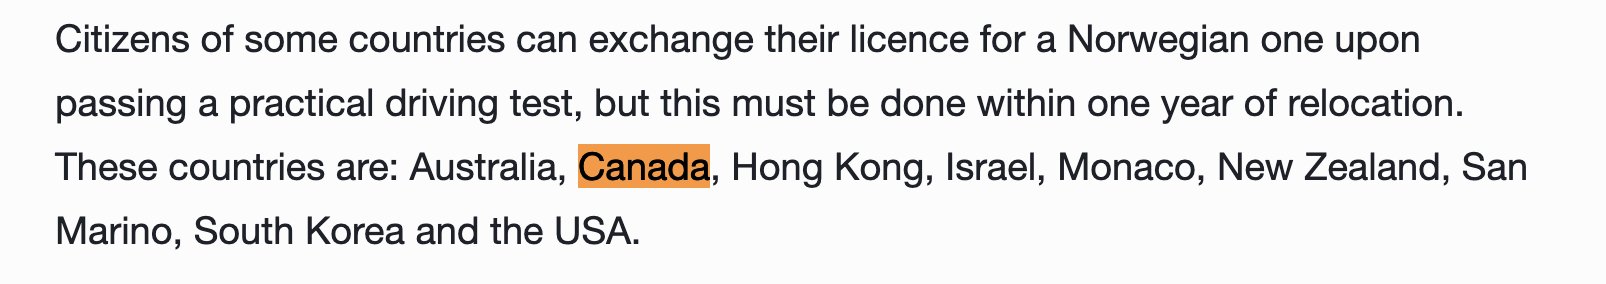 Citizens of some countries can exchange their licence for a Norwegian one upon
passing a practical driving test, but this must be done within one year of relocation.
These countries are: Australia, Canada, Hong Kong, Israel, Monaco, New Zealand, San
Marino, South Korea and the USA.